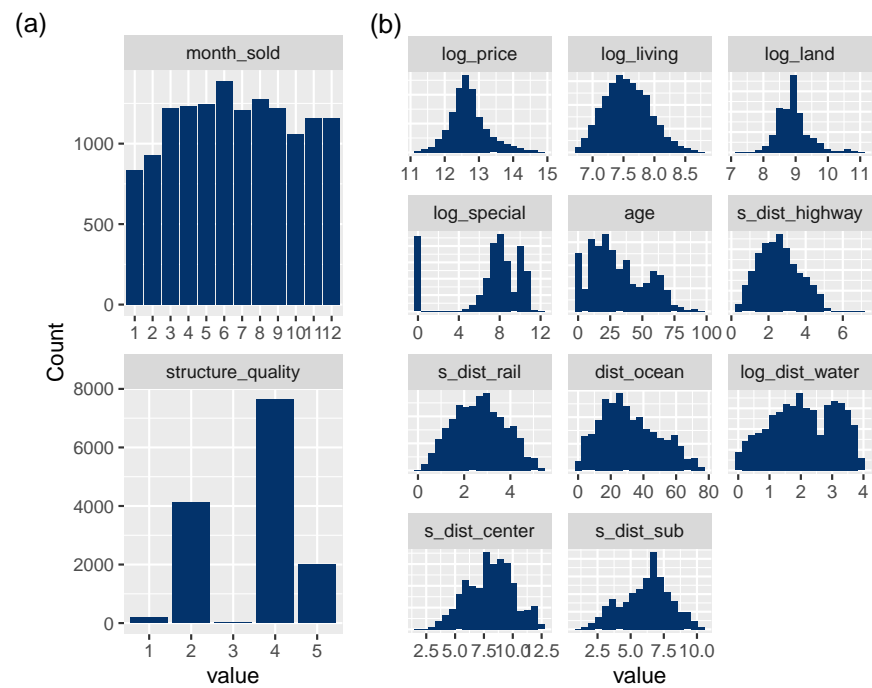 (a)
month_sold
0
500
1000
1 2 3 4 5 6 7 8 9 10 11 12
structure_quality
0
2000
4000
6000
8000
1 2 3 4 5
Count
value
(b)
log_price log_living log_land
11 12 13 14 15 7.0 7.5 8.0 8.5 7 8 9 10 11
log_special age s_dist_highway
0 4 8 12 0 25 50 75 100 0 2 4 6
s_dist_rail dist_ocean log_dist_water
0 2 4 0 20 40 60 80 0 1 2 3 4
s_dist_center s_dist_sub
2.5 5.0 7.5 10.0 12.5 2.5 5.0 7.5 10.0
value